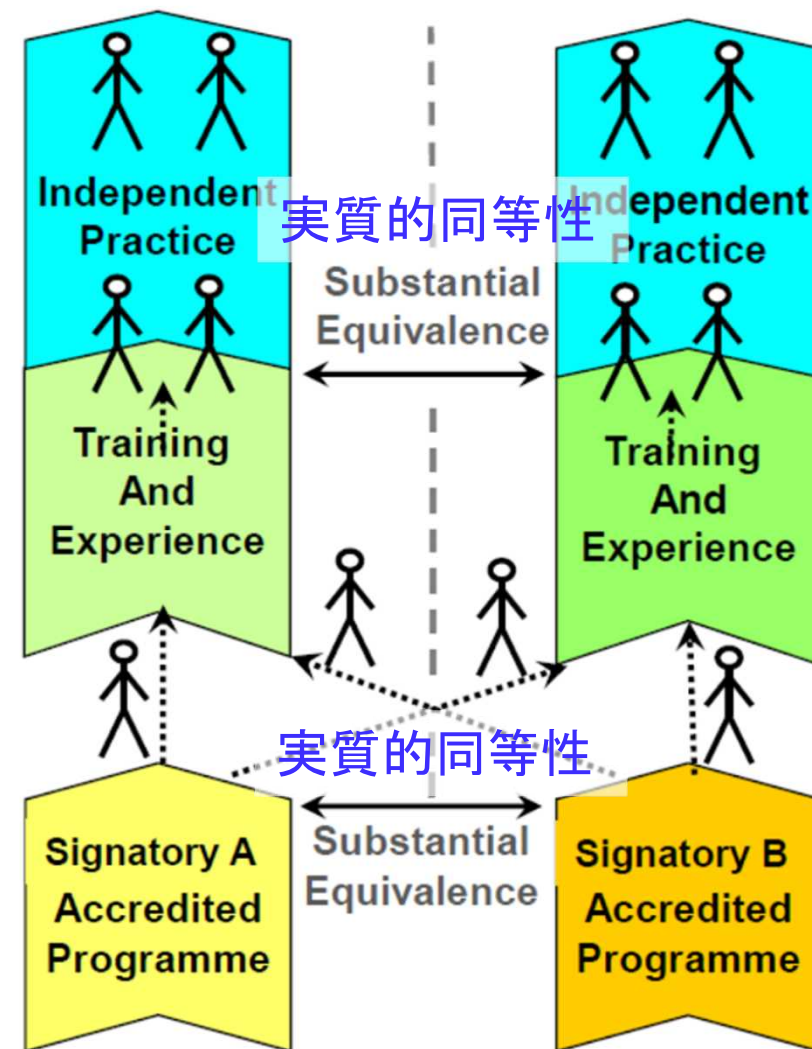 Independent
Practice
実質的同等性
Substantial
Equivalence
Independent
Practice
Training
And
Experience
Training
And
Experience
実質的同等性
Signatory A
Accredited
Programme
Substantial
Equivalence
Signatory B
Accredited
Programme